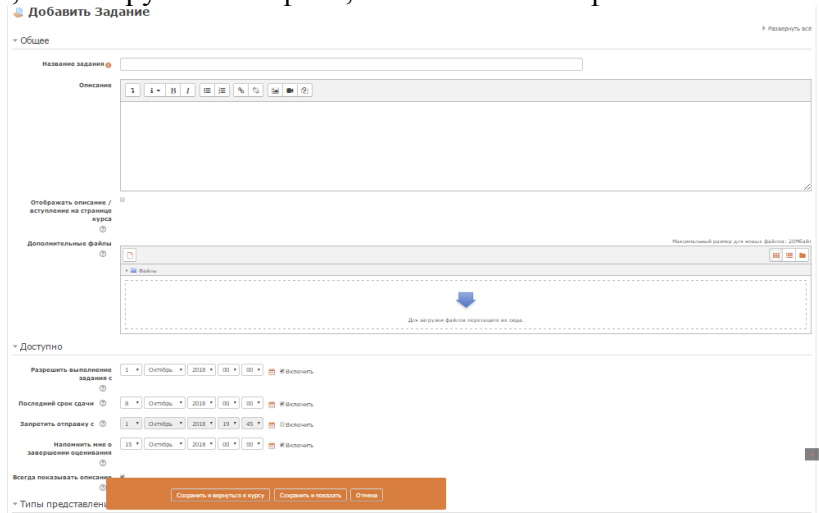 Добавить Задание
Развернуть всё
Общее
Название задания
Описание
B I
Отображать описание /
вступление на странице
курса
Дополнительные файлы
Максимальный размер для новых файлов: 20Мбайт
Файлы
Для загрузки файлов перетащите их сюда.
Доступно
Разрешить выполнение
задания с
1 Октябрь 2018 00 00 Включить
Последний срок сдачи 8 Октябрь 2018 00 00 Включить
Запретить отправку с 1 Октябрь 2018 19 45 Включить
Напомнить мне о
завершении оценивания
15 Октябрь 2018 00 00 Включить
Всегда показывать описание
Сохранить и вернуться к курсу Сохранить и показать Отмена
Типы представлени